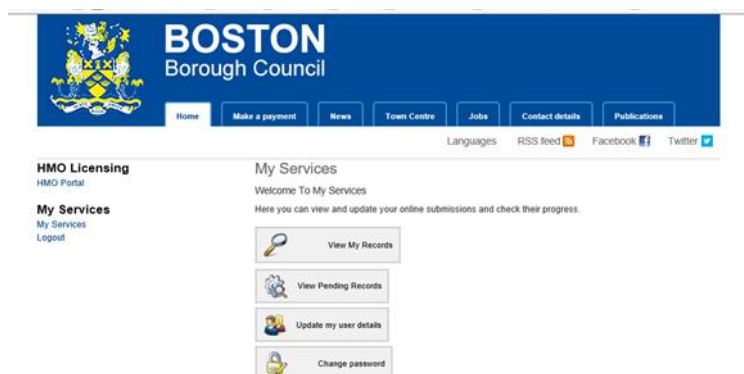 BOSTON
Borough Council
Home Make a payment News Town Centre Jobs Contact details Publications
Languages RSS feed Facebook Twitter
HMO Licensing
HMO Portal
My Services
My Services
Logout
My Services
Welcome To My Services
Here you can view and update your online submissions and check their progress.
View My Records
View Pending Records
Update my user details
Change password